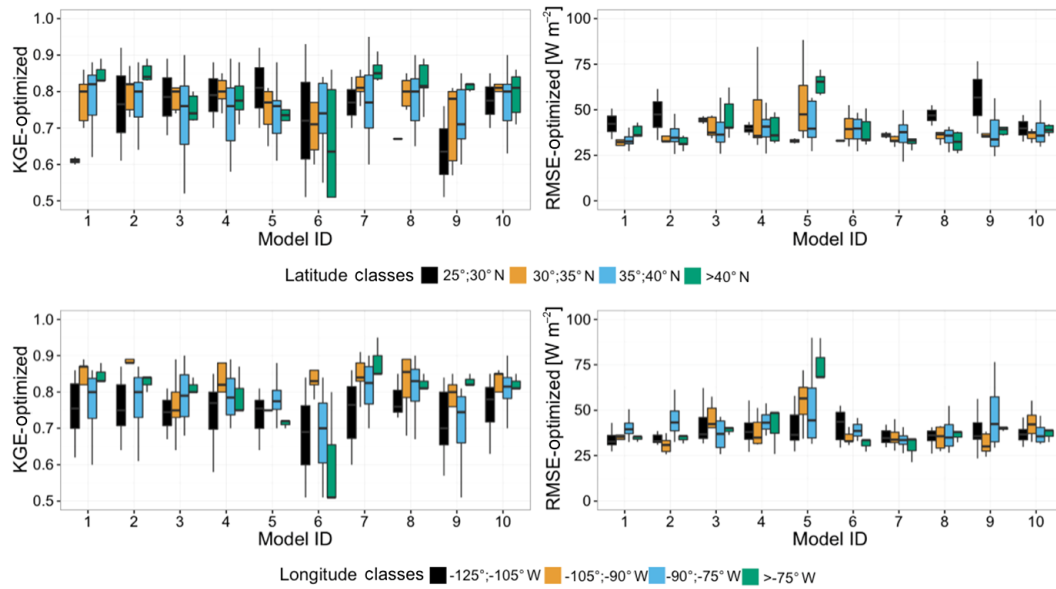 KGE-optimized
1.0
0.9
0.8
0.7
0.6
0.5
1 2 3 4 5 6 7 8 9 10
Model ID
RMSE-optimized [W m⁻²]
100
75
50
25
0
1 2 3 4 5 6 7 8 9 10
Model ID
Latitude classes 25°;30° N 30°;35° N 35°;40° N >40° N
KGE-optimized
1.0
0.9
0.8
0.7
0.6
0.5
1 2 3 4 5 6 7 8 9 10
Model ID
RMSE-optimized [W m⁻²]
100
75
50
25
0
1 2 3 4 5 6 7 8 9 10
Model ID
Longitude classes -125°;-105° W -105°;-90° W -90°;-75° W >-75° W